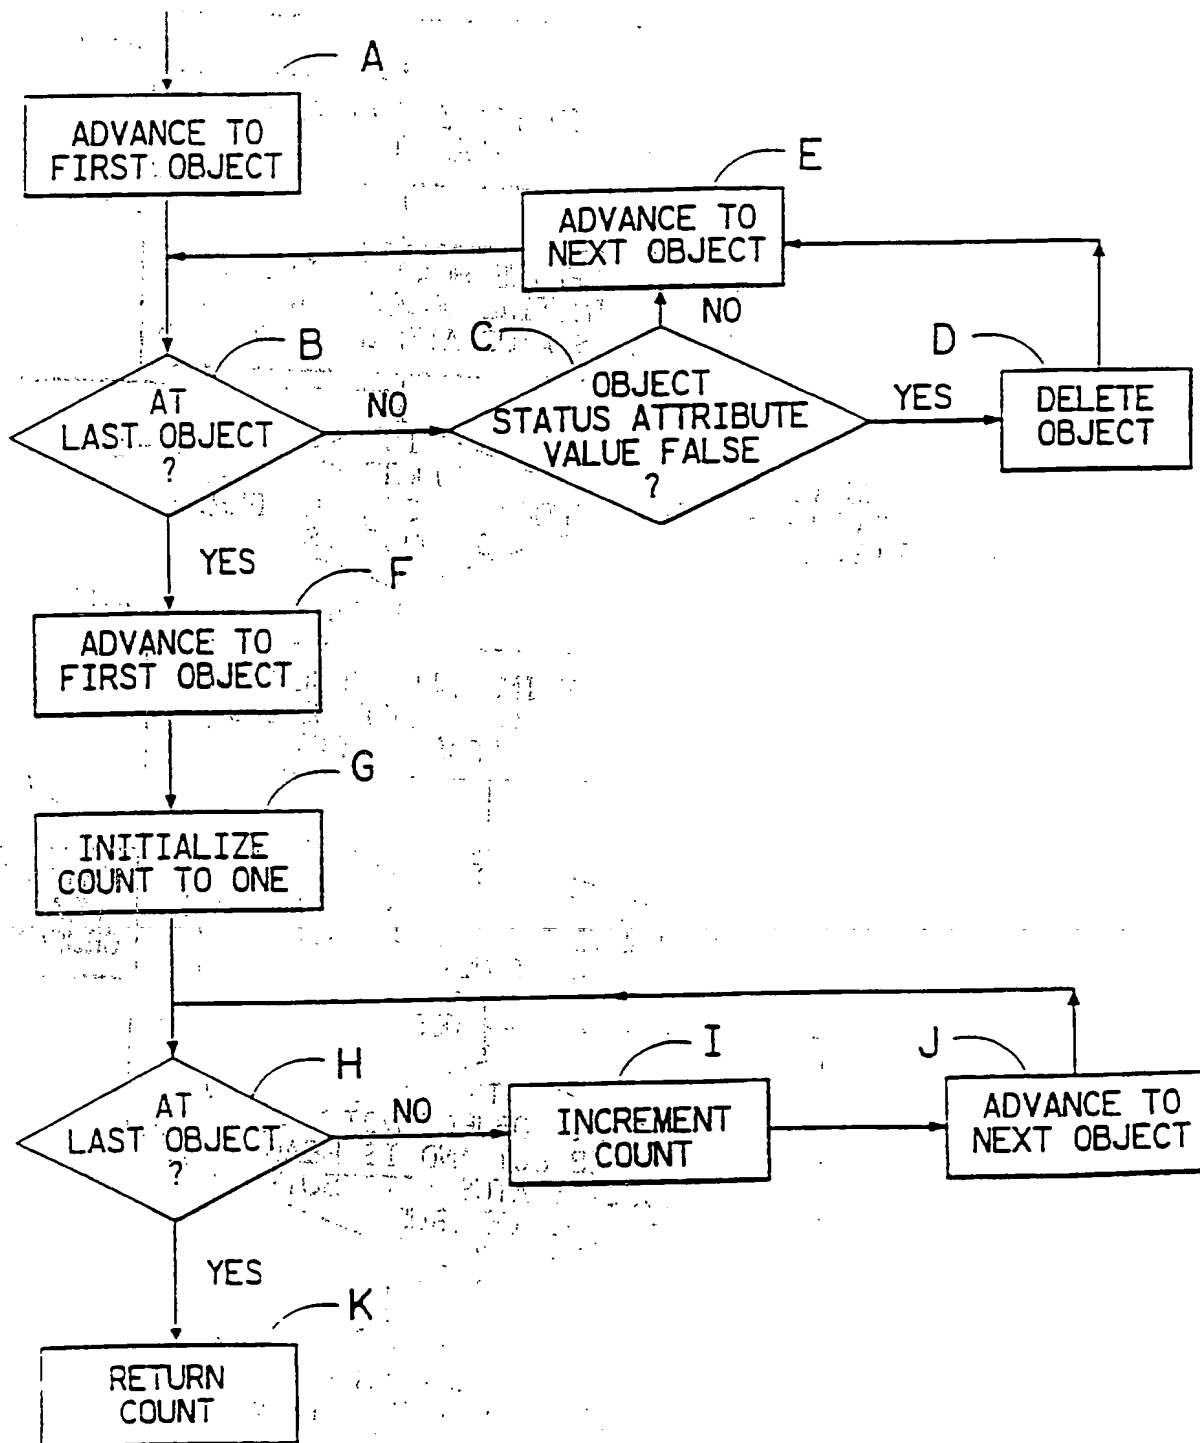 A
ADVANCE TO
FIRST OBJECT
E
ADVANCE TO
NEXT OBJECT
NO
B
AT
LAST OBJECT
?
NO
C
OBJECT
STATUS ATTRIBUTE
VALUE FALSE
?
YES
D
DELETE
OBJECT
YES
F
ADVANCE TO
FIRST OBJECT
G
INITIALIZE
COUNT TO ONE
H
AT
LAST OBJECT
?
NO
I
INCREMENT
COUNT
J
ADVANCE TO
NEXT OBJECT
YES
K
RETURN
COUNT